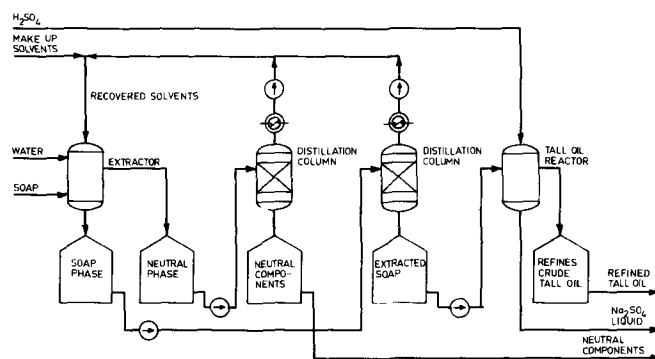 H2SO4
MAKE UP
SOLVENTS
RECOVERED SOLVENTS
WATER
EXTRACTOR
SOAP
DISTILLATION
COLUMN
DISTILLATION
COLUMN
TALL OIL
REACTOR
SOAP
PHASE
NEUTRAL
PHASE
NEUTRAL
COMPO-
NENTS
EXTRACTED
SOAP
REFINES
CRUDE
TALL OIL
REFINED
TALL OIL
Na2SO4
LIQUID
NEUTRAL
COMPONENTS